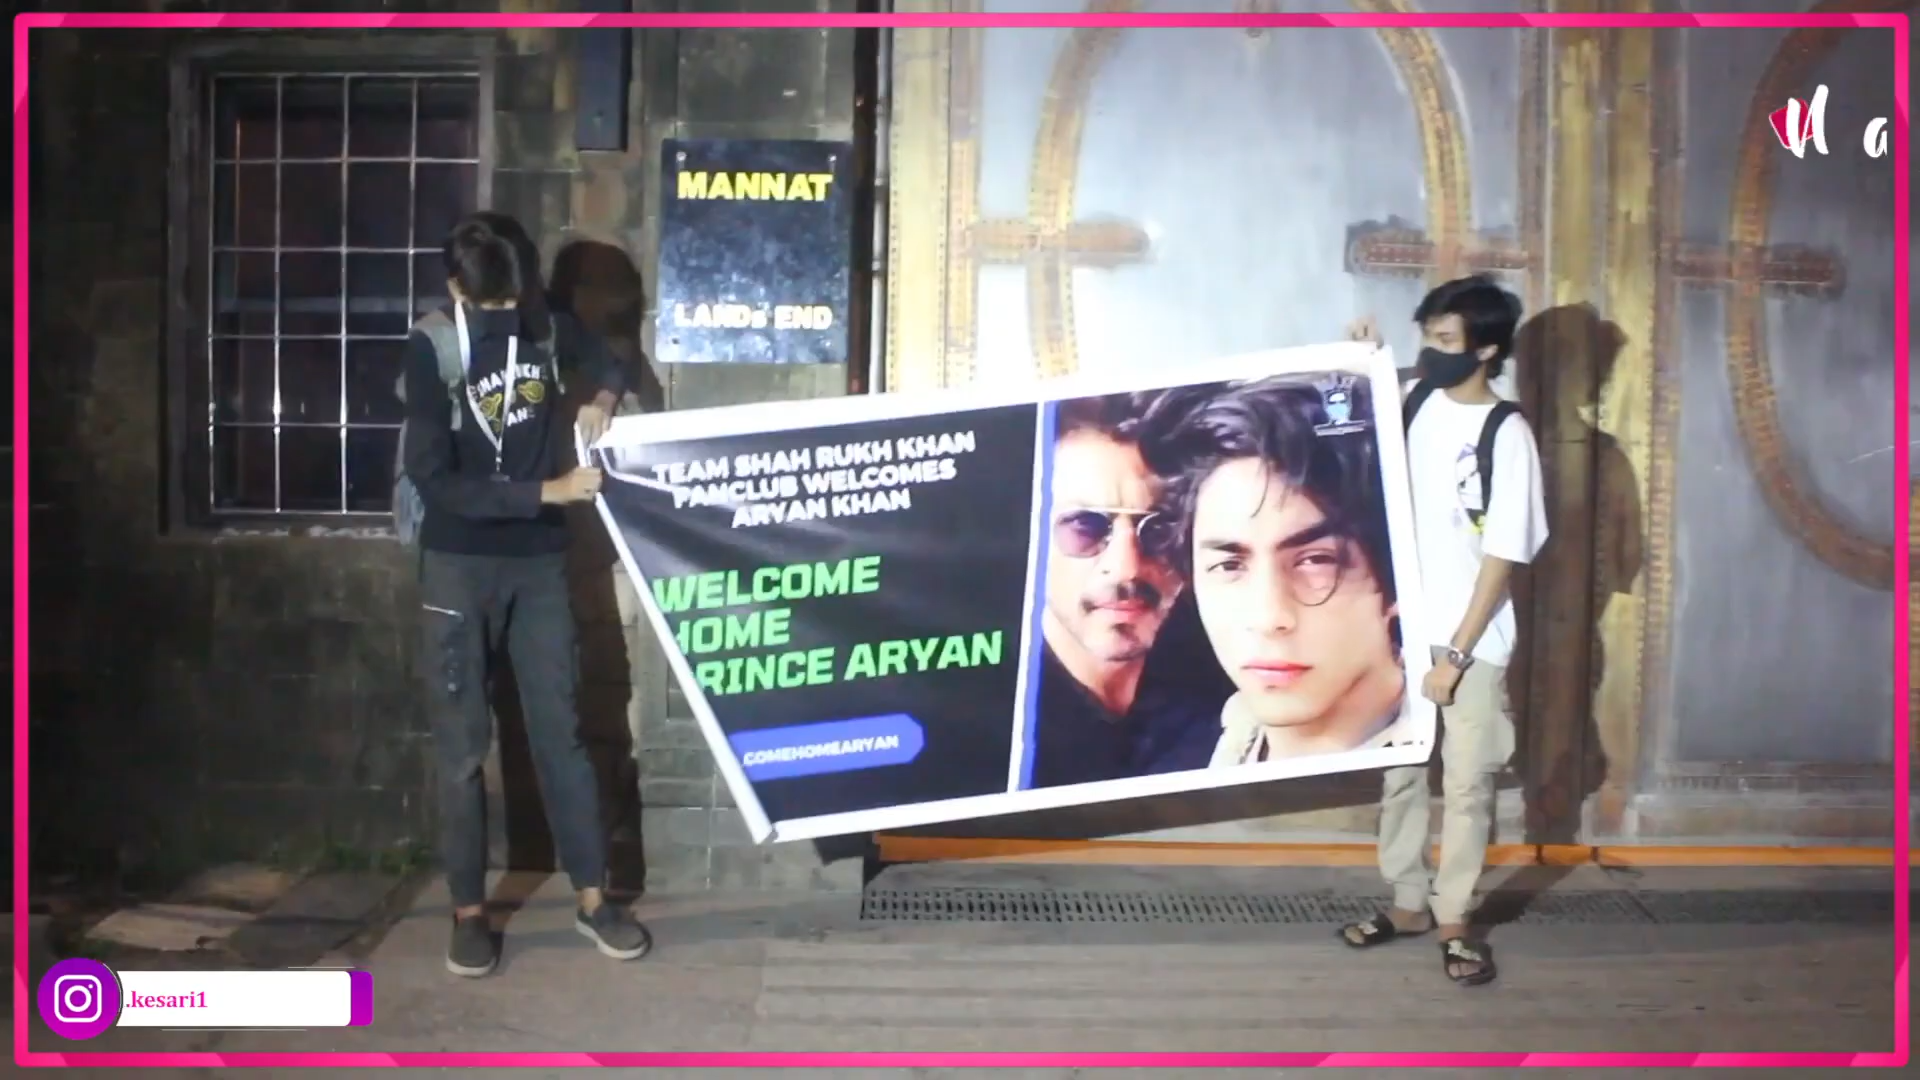 MANNAT
LANDs END
TEAM SHAH RUKH KHAN
FANCLUB WELCOMES
ARYAN KHAN
WELCOME
HOME
RINCE ARYAN
COMEHOMEARYAN
.kesari1